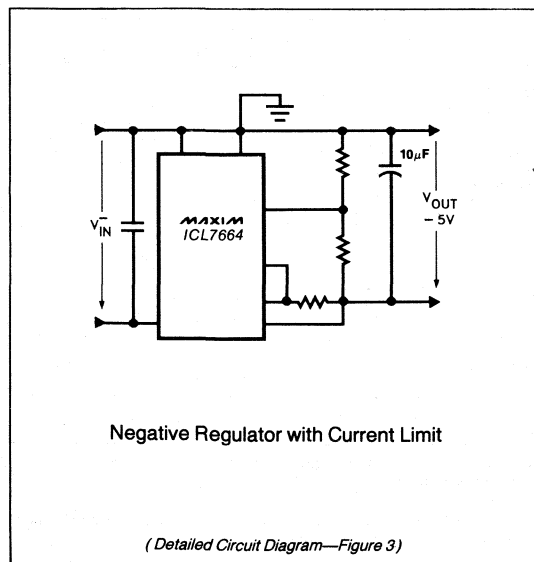 10µF
MAXIM
ICL7664
V⁻IN
VOUT
– 5V
Negative Regulator with Current Limit
( Detailed Circuit Diagram—Figure 3 )